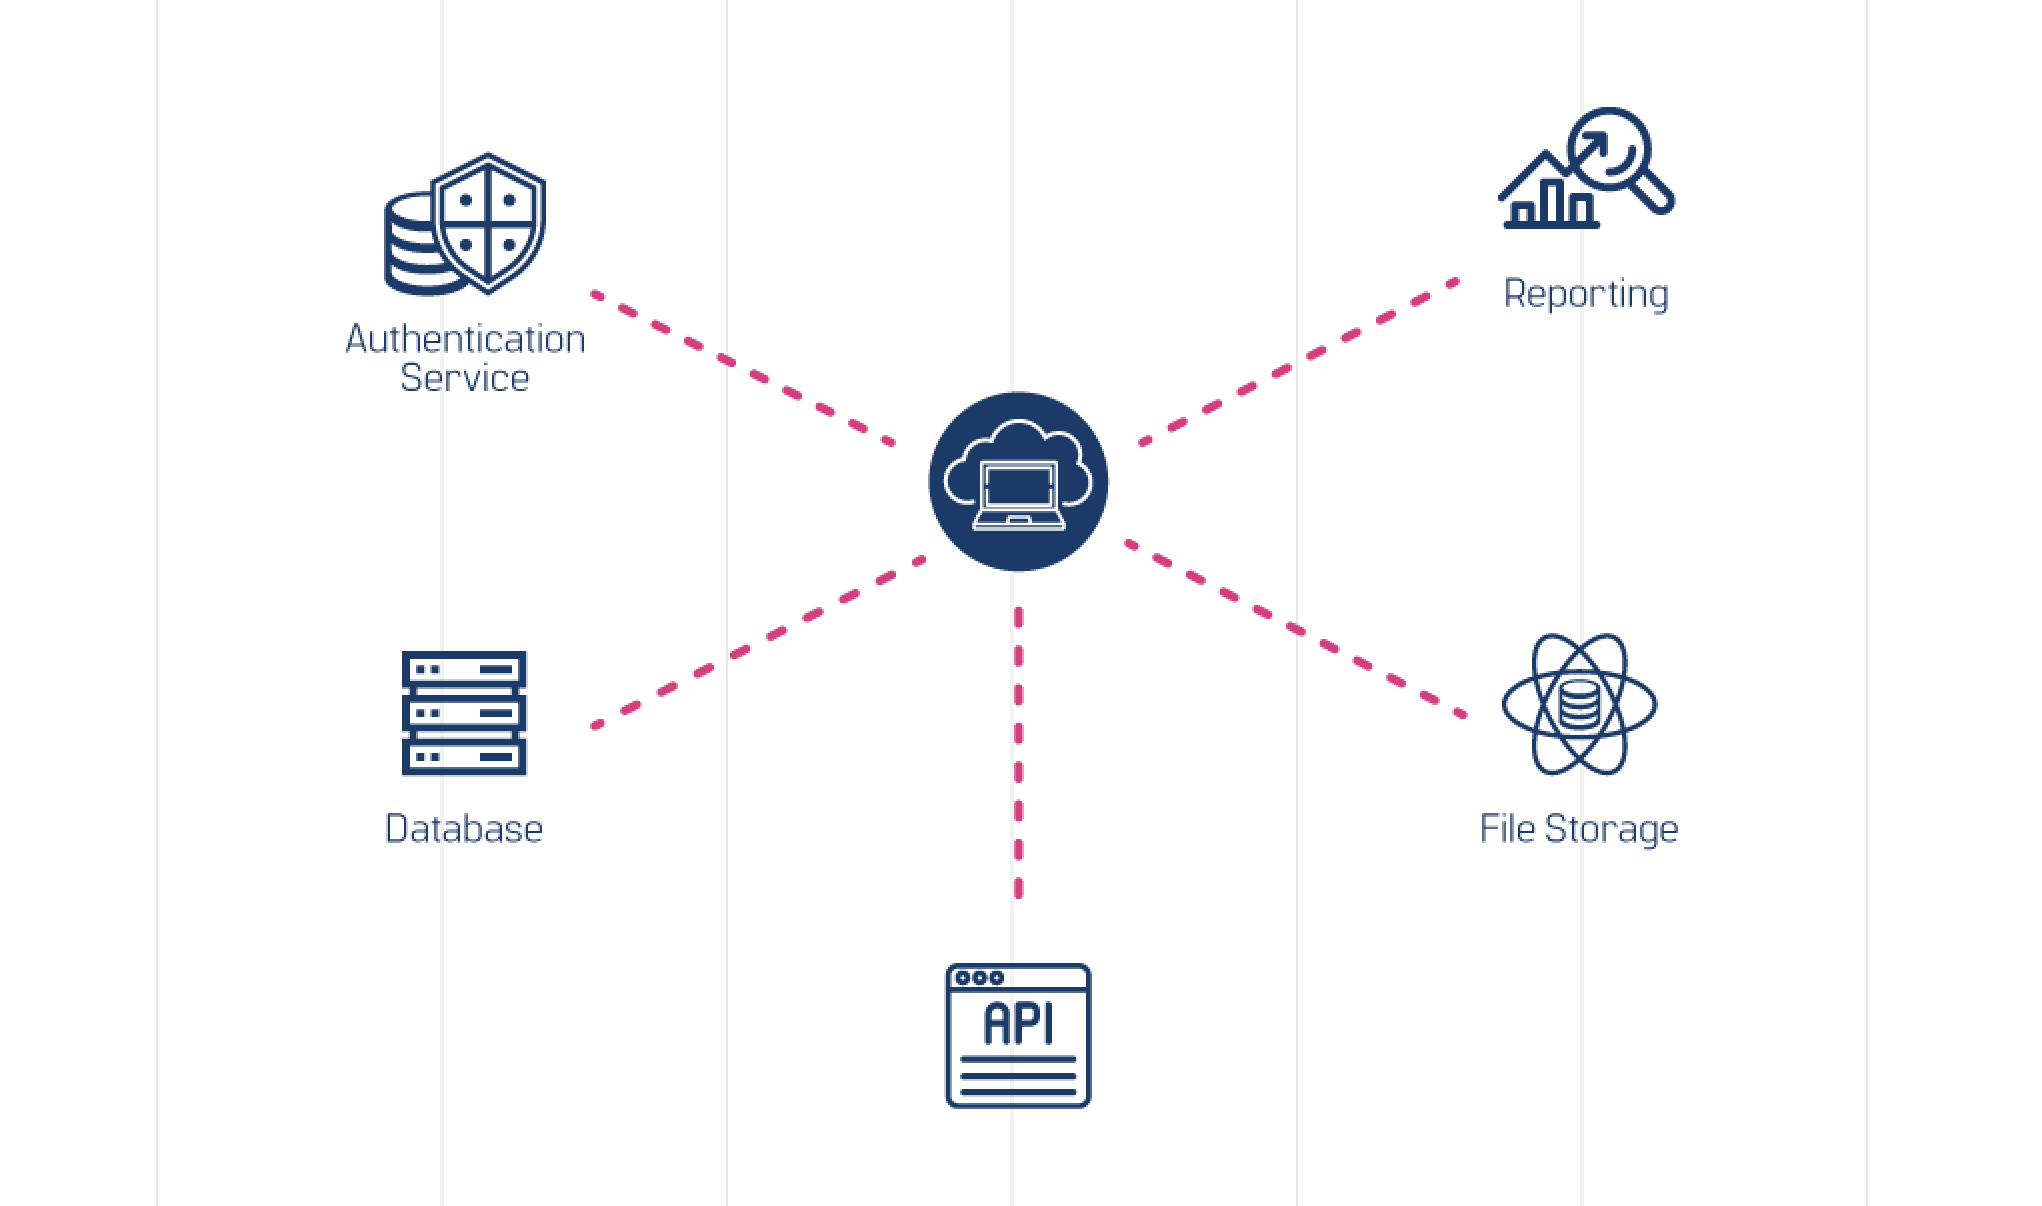 Authentication
Service
Reporting
Database
File Storage
API